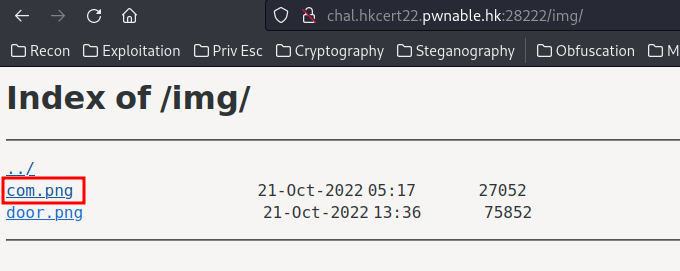 chal.hkcert22.pwnable.hk:28222/img/
Recon Exploitation Priv Esc Cryptography Steganography Obfuscation M
Index of /img/
../
com.png 21-Oct-2022 05:17 27052
door.png 21-Oct-2022 13:36 75852